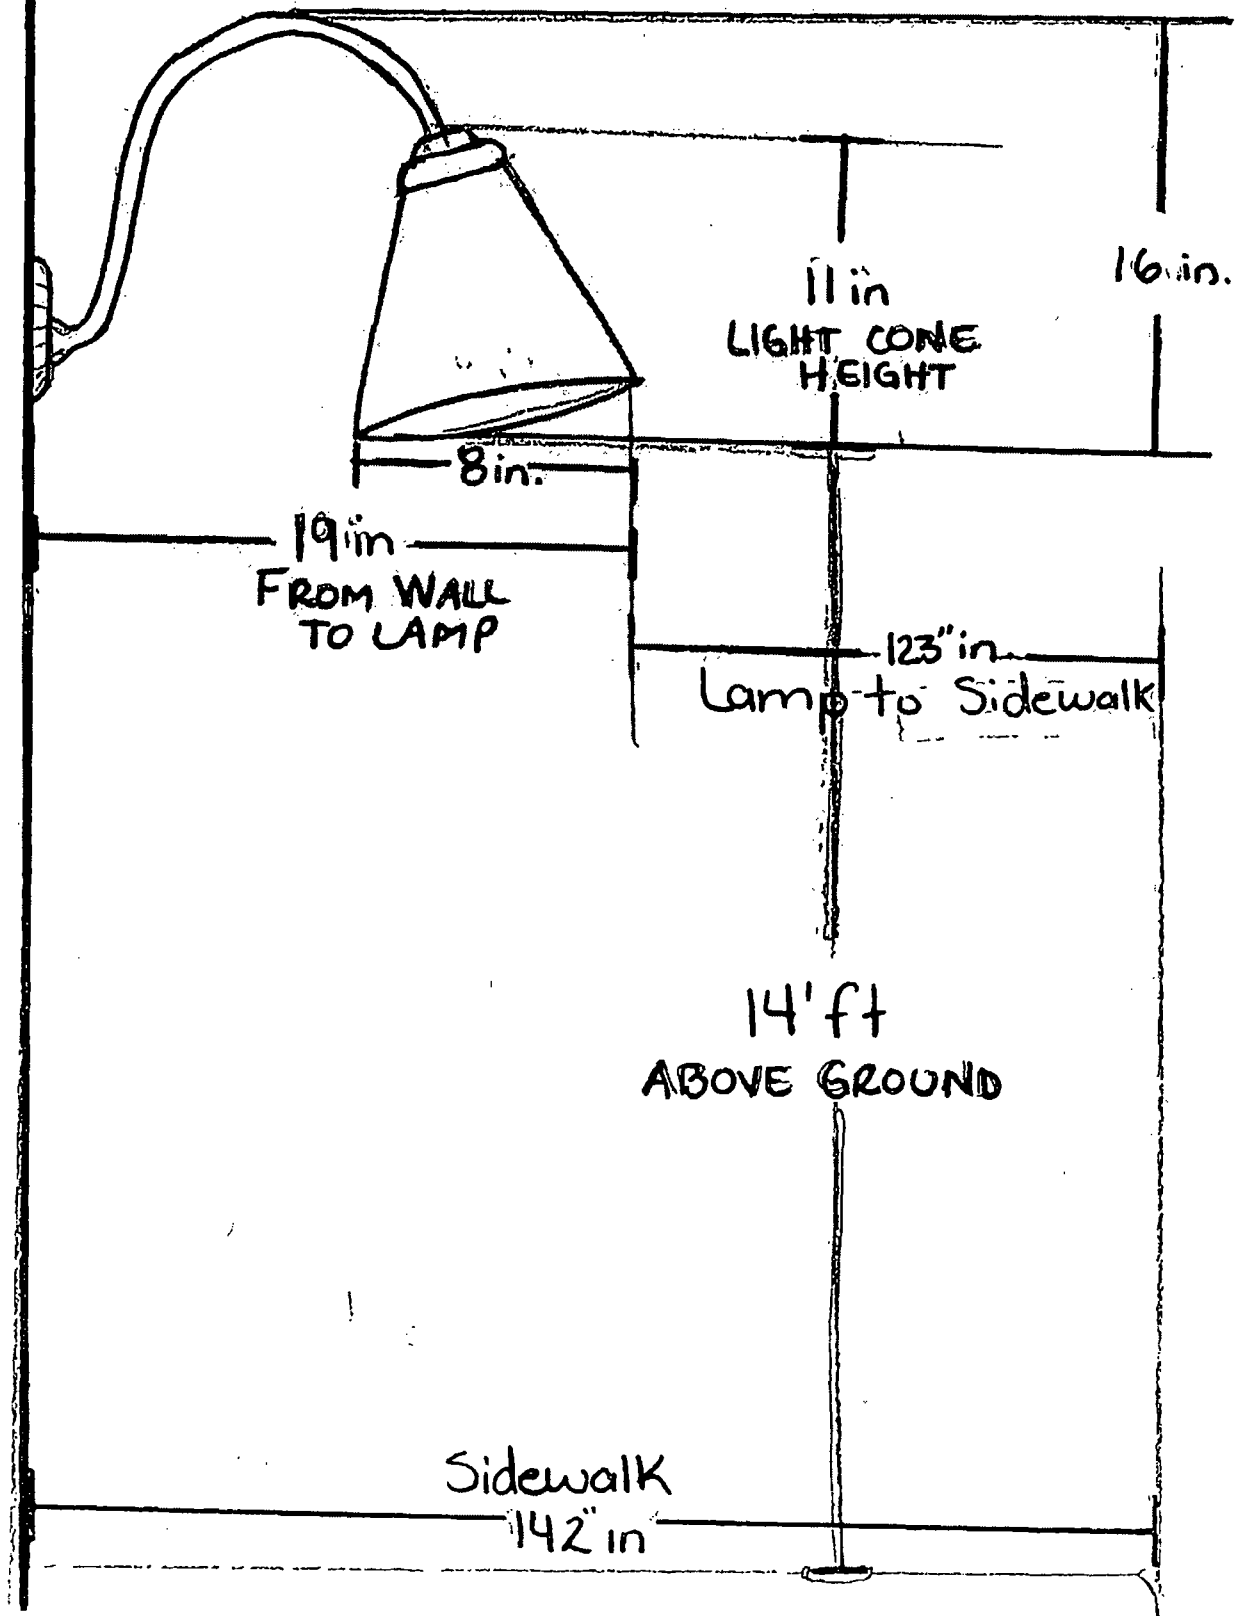 16 in.
11 in
LIGHT CONE
HEIGHT
8 in.
19 in
FROM WALL
TO LAMP
123" in.
Lamp to Sidewalk
14' ft
ABOVE GROUND
Sidewalk
142" in